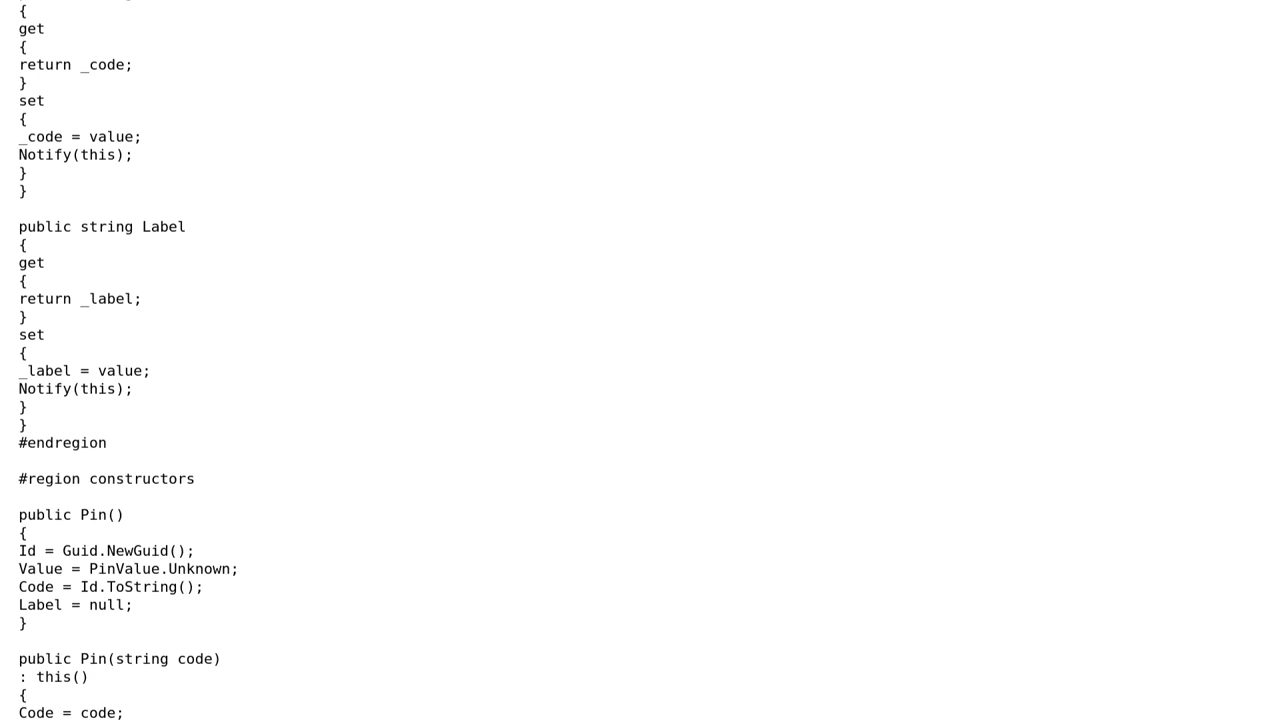 {
get
{
return _code;
}
set
{
_code = value;
Notify(this);
}
}

public string Label
{
get
{
return _label;
}
set
{
_label = value;
Notify(this);
}
}
#endregion

#region constructors

public Pin()
{
Id = Guid.NewGuid();
Value = PinValue.Unknown;
Code = Id.ToString();
Label = null;
}

public Pin(string code)
: this()
{
Code = code;